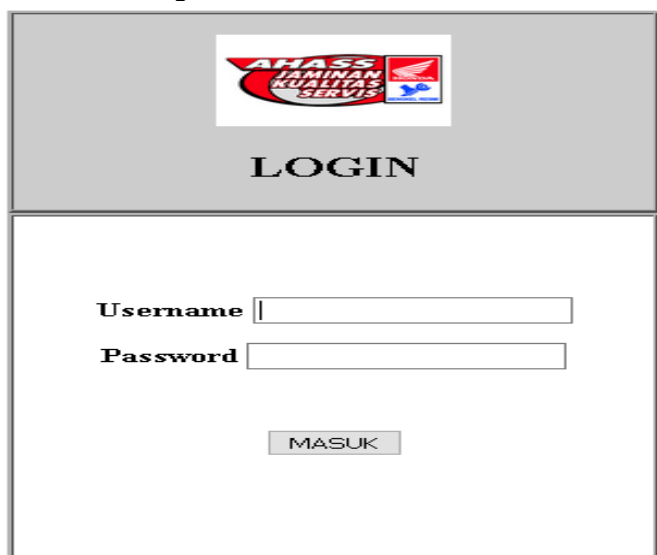 AHASS
JAMINAN
KUALITAS
SERVIS
HONDA
LOGIN
Username
Password
MASUK